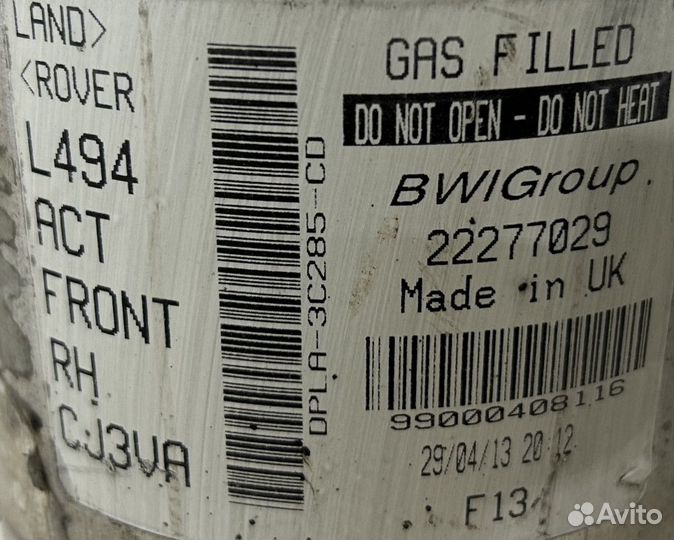 LAND>
<ROVER
L494
ACT
FRONT
RH
CJ3VA
DPLA-3C285--CD
GAS FILLED
DO NOT OPEN - DO NOT HEAT
BWIGroup
22277029
Made in UK
99000408116
29/04/13 20 12
F13
Avito